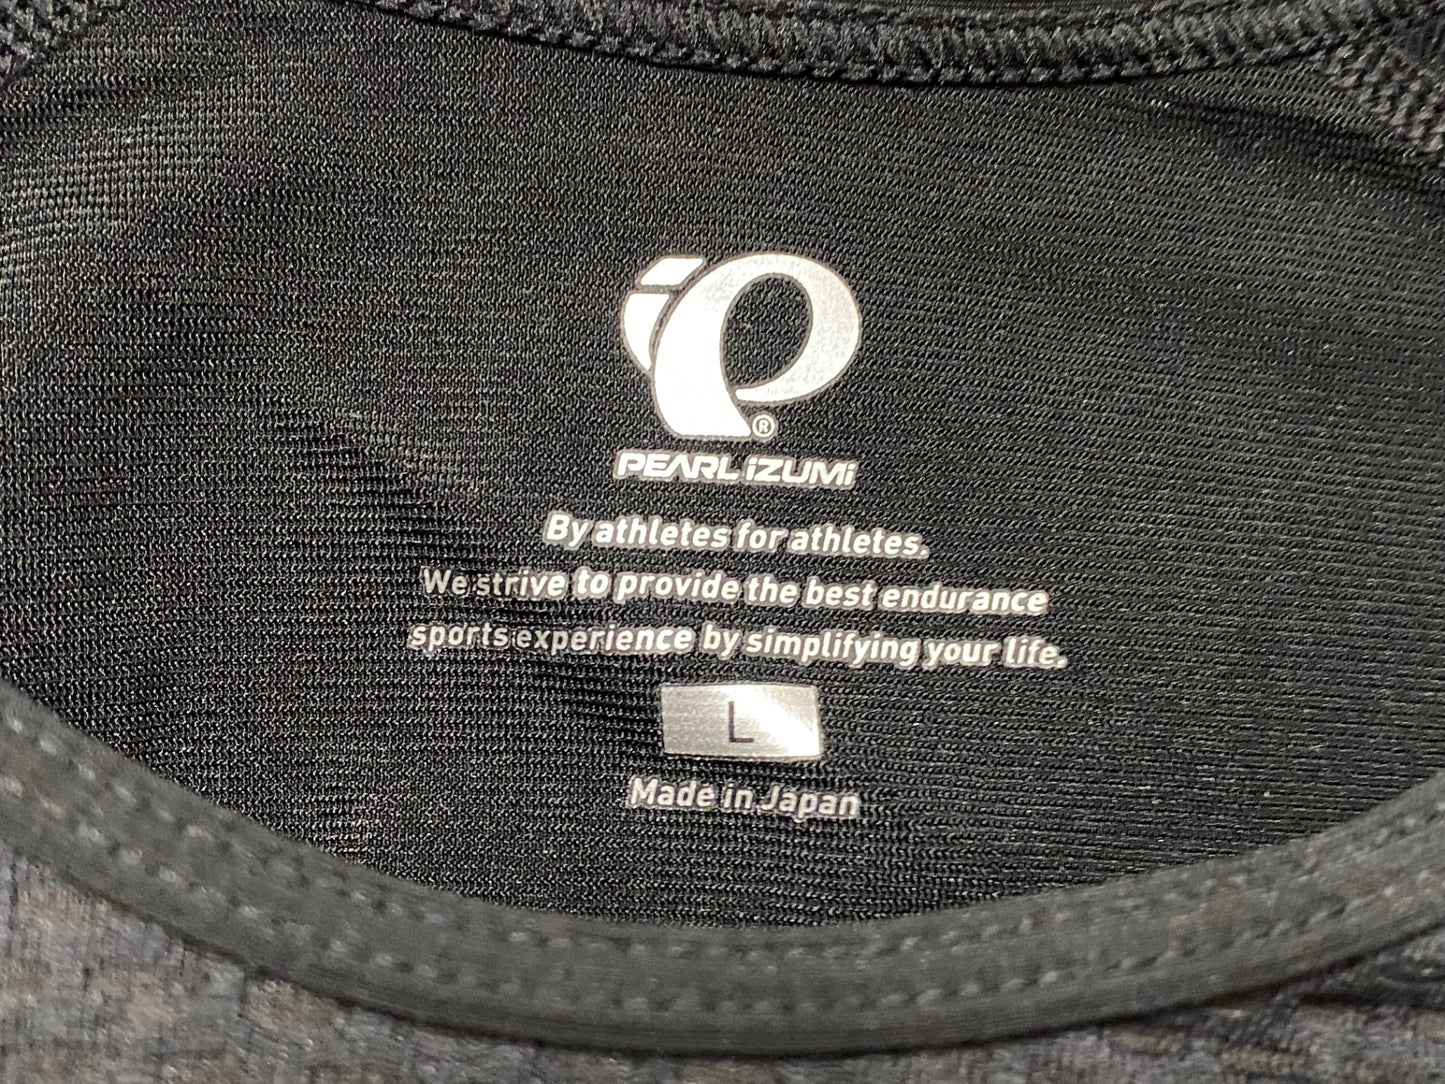 ®
PEARL iZUMi
By athletes for athletes.
We strive to provide the best endurance
sports experience by simplifying your life.
L
Made in Japan